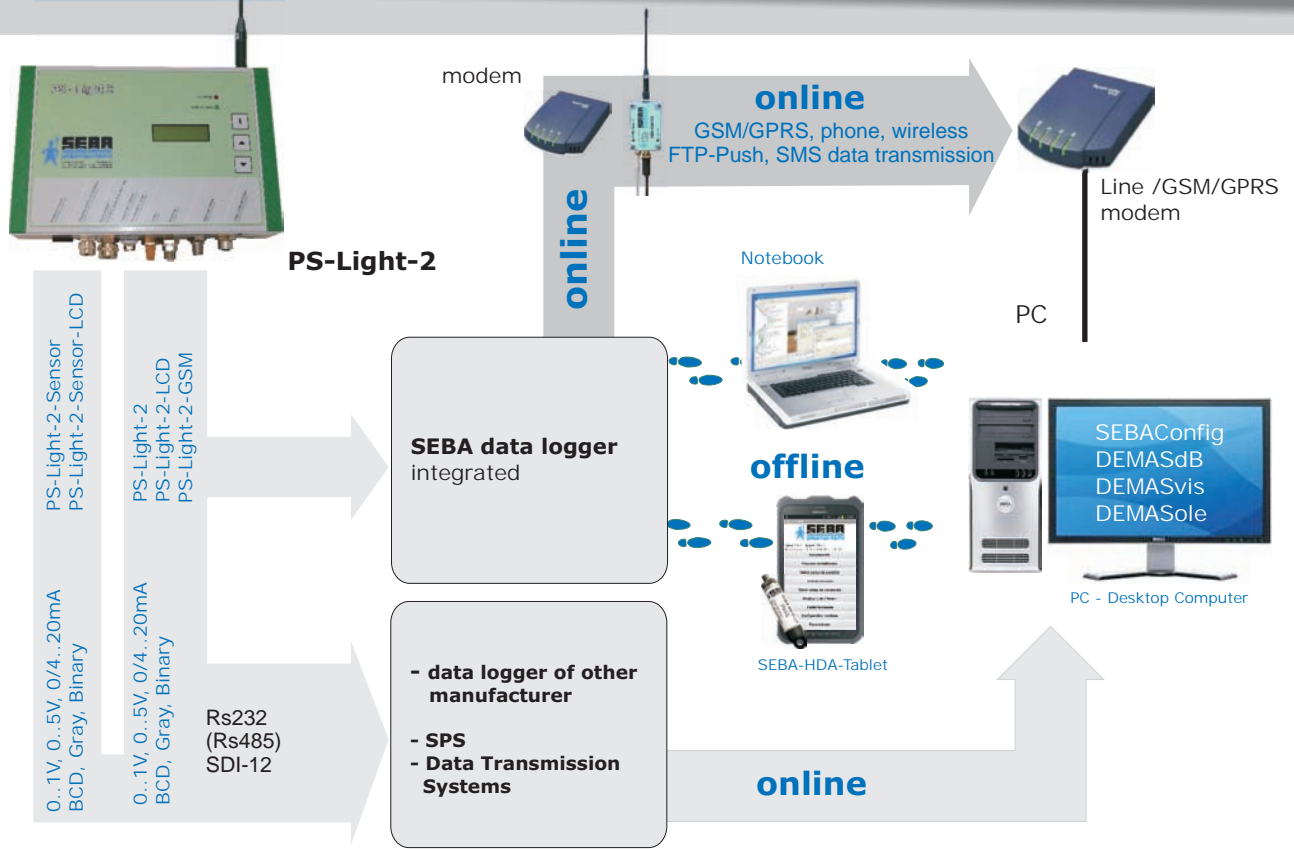 PS-Light-2
SEBA
modem
online
GSM/GPRS, phone, wireless
FTP-Push, SMS data transmission
Line /GSM/GPRS
modem
online
PS-Light-2
Notebook
PC
PS-Light-2-Sensor
PS-Light-2-Sensor-LCD
PS-Light-2
PS-Light-2-LCD
PS-Light-2-GSM
SEBA data logger
integrated
offline
SEBAConfig
DEMASdB
DEMASvis
DEMASole
SEBA
PC - Desktop Computer
SEBA-HDA-Tablet
0..1V, 0..5V, 0/4..20mA
BCD, Gray, Binary
0..1V, 0..5V, 0/4..20mA
BCD, Gray, Binary
Rs232
(Rs485)
SDI-12
- data logger of other
manufacturer
- SPS
- Data Transmission
Systems
online